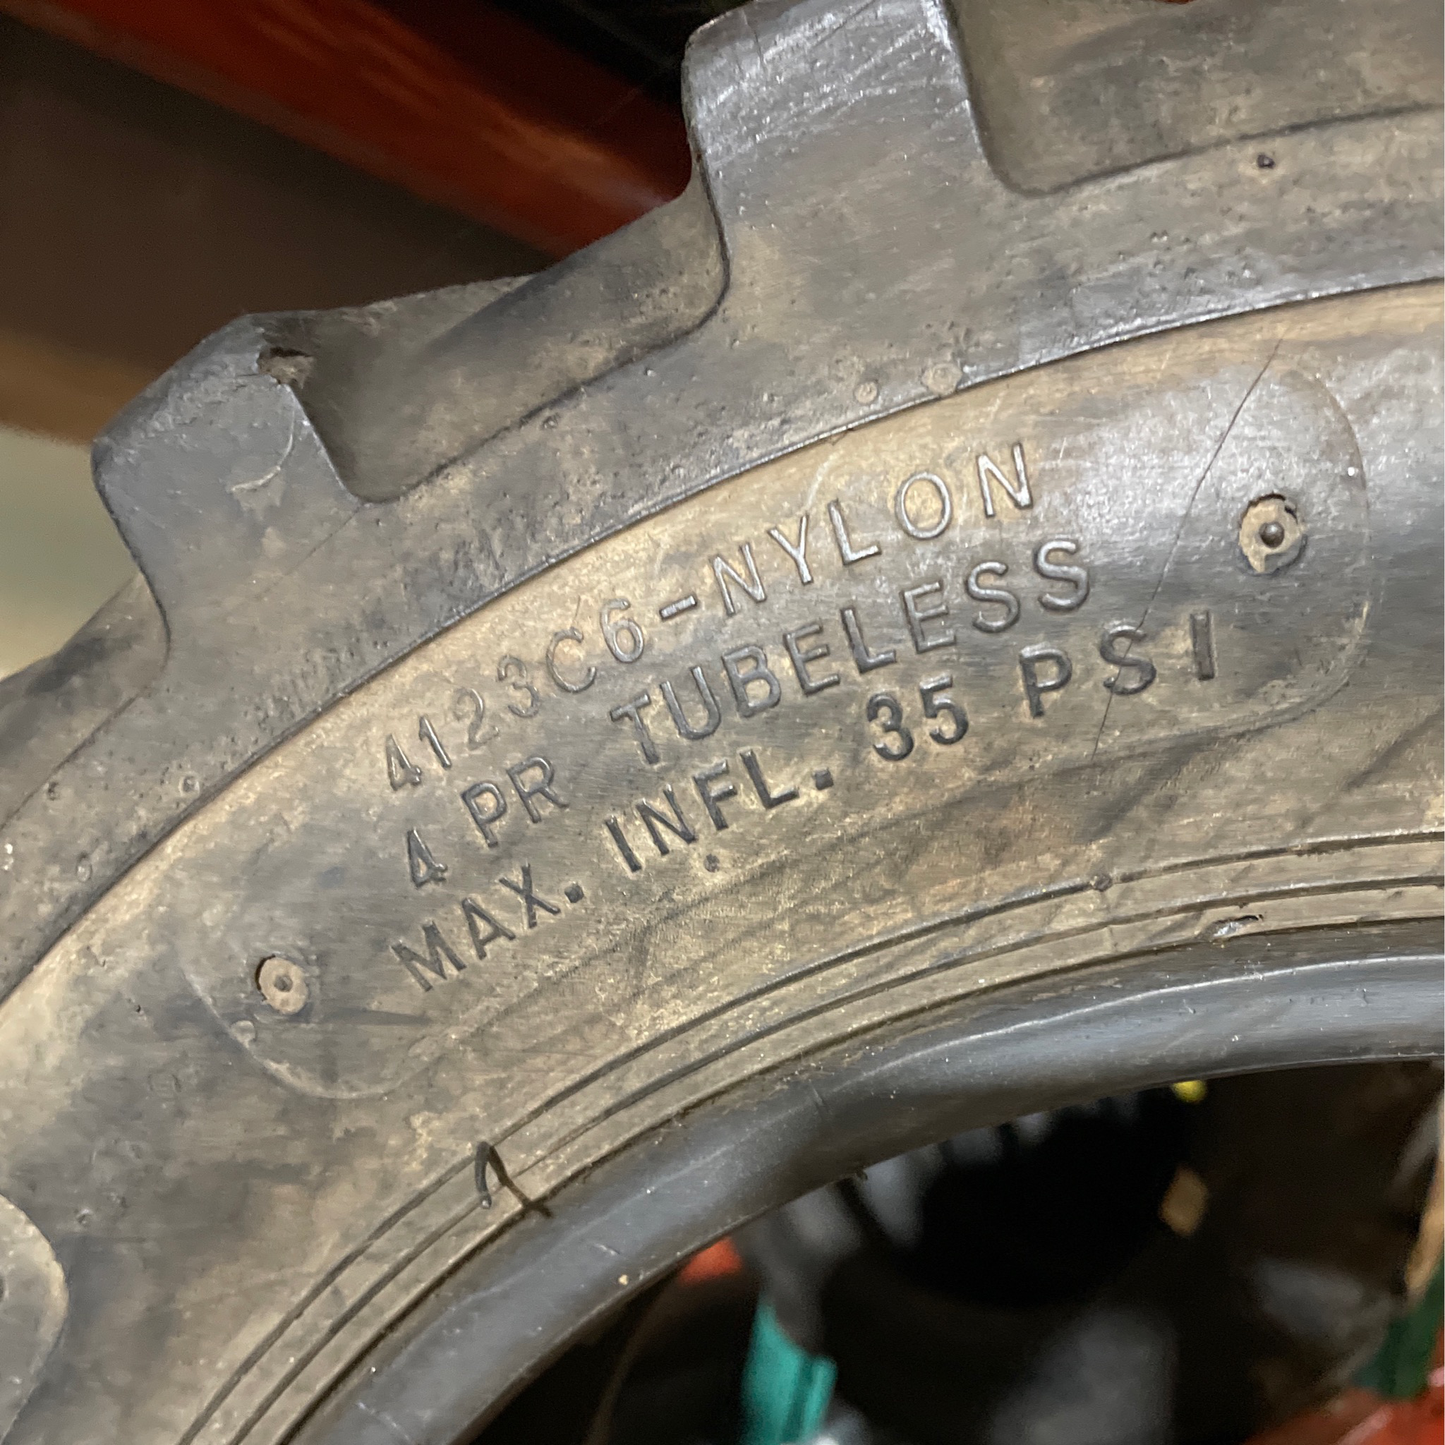 4123C6-NYLON
4 PR TUBELESS
MAX. INFL. 35 PSI